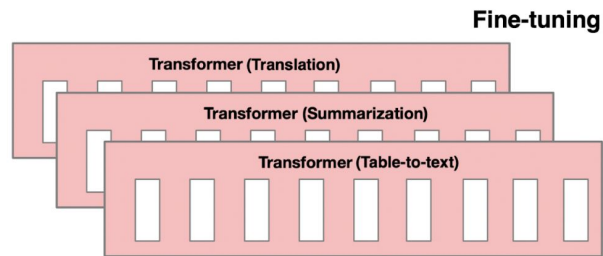 Fine-tuning
Transformer (Translation)
Transformer (Summarization)
Transformer (Table-to-text)